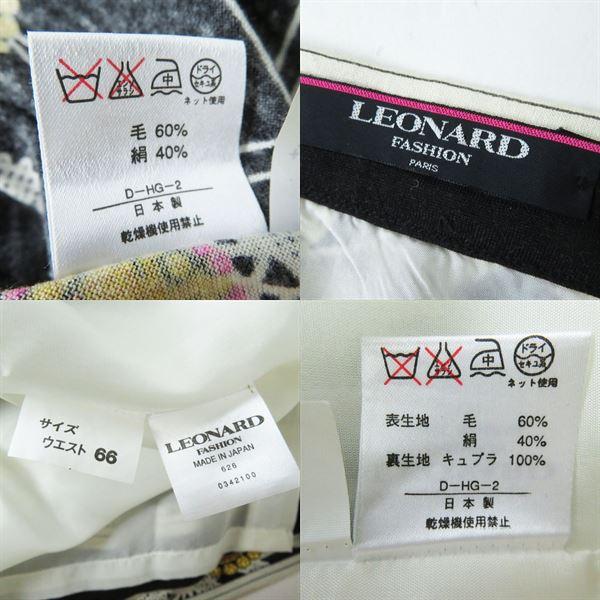 中
ドライ
セキユ系
ネット使用
毛 60%
絹 40%
D-HG-2
日本製
乾燥機使用禁止
LEONARD
FASHION
PARIS
サイズ
ウエスト 66
LEONARD
FASHION
MADE IN JAPAN
626
0342100
中
ドライ
セキユ系
ネット使用
表生地 毛 60%
絹 40%
裏生地 キュプラ 100%
D-HG-2
日本製
乾燥機使用禁止